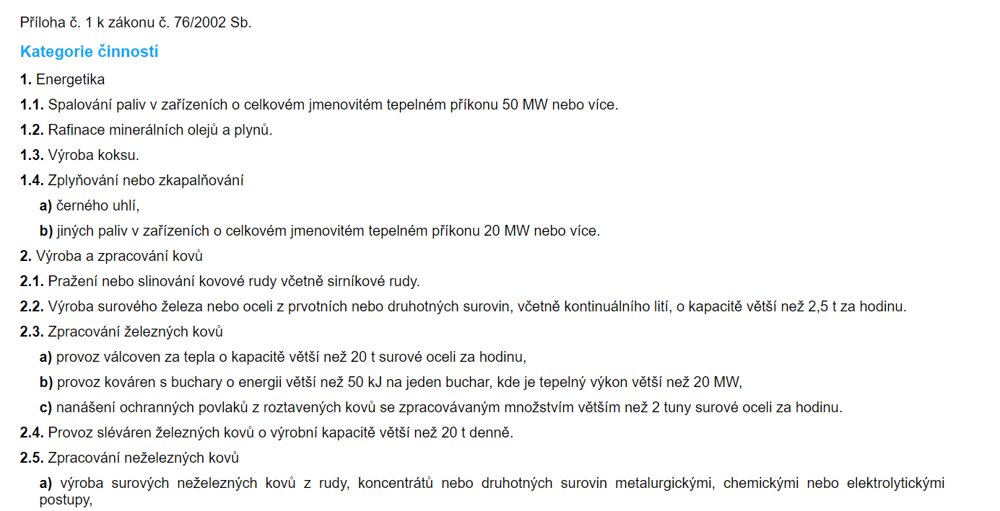 Příloha č. 1 k zákonu č. 76/2002 Sb.
Kategorie činností
1. Energetika
1.1. Spalování paliv v zařízeních o celkovém jmenovitém tepelném příkonu 50 MW nebo více.
1.2. Rafinace minerálních olejů a plynů.
1.3. Výroba koksu.
1.4. Zplyňování nebo zkapalňování
a) černého uhlí,
b) jiných paliv v zařízeních o celkovém jmenovitém tepelném příkonu 20 MW nebo více.
2. Výroba a zpracování kovů
2.1. Pražení nebo slinování kovové rudy včetně sirníkové rudy.
2.2. Výroba surového železa nebo oceli z prvotních nebo druhotných surovin, včetně kontinuálního lití, o kapacitě větší než 2,5 t za hodinu.
2.3. Zpracování železných kovů
a) provoz válcoven za tepla o kapacitě větší než 20 t surové oceli za hodinu,
b) provoz kováren s buchary o energii větší než 50 kJ na jeden buchar, kde je tepelný výkon větší než 20 MW,
c) nanášení ochranných povlaků z roztavených kovů se zpracovávaným množstvím větším než 2 tuny surové oceli za hodinu.
2.4. Provoz sléváren železných kovů o výrobní kapacitě větší než 20 t denně.
2.5. Zpracování neželezných kovů
a) výroba surových neželezných kovů z rudy, koncentrátů nebo druhotných surovin metalurgickými, chemickými nebo elektrolytickými
postupy,